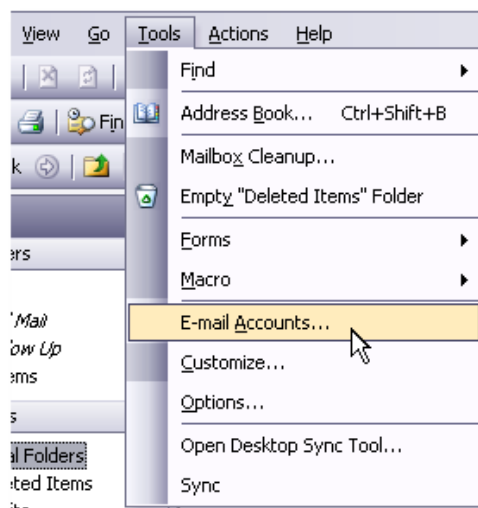 View Go Tools Actions Help
Find
Fin
Address Book... Ctrl+Shift+B
k
Mailbox Cleanup...
Empty "Deleted Items" Folder
ers
Forms
Macro
Mail
E-mail Accounts...
ow Up
ems
Customize...
s
Options...
al Folders
Open Desktop Sync Tool...
ted Items
Sync